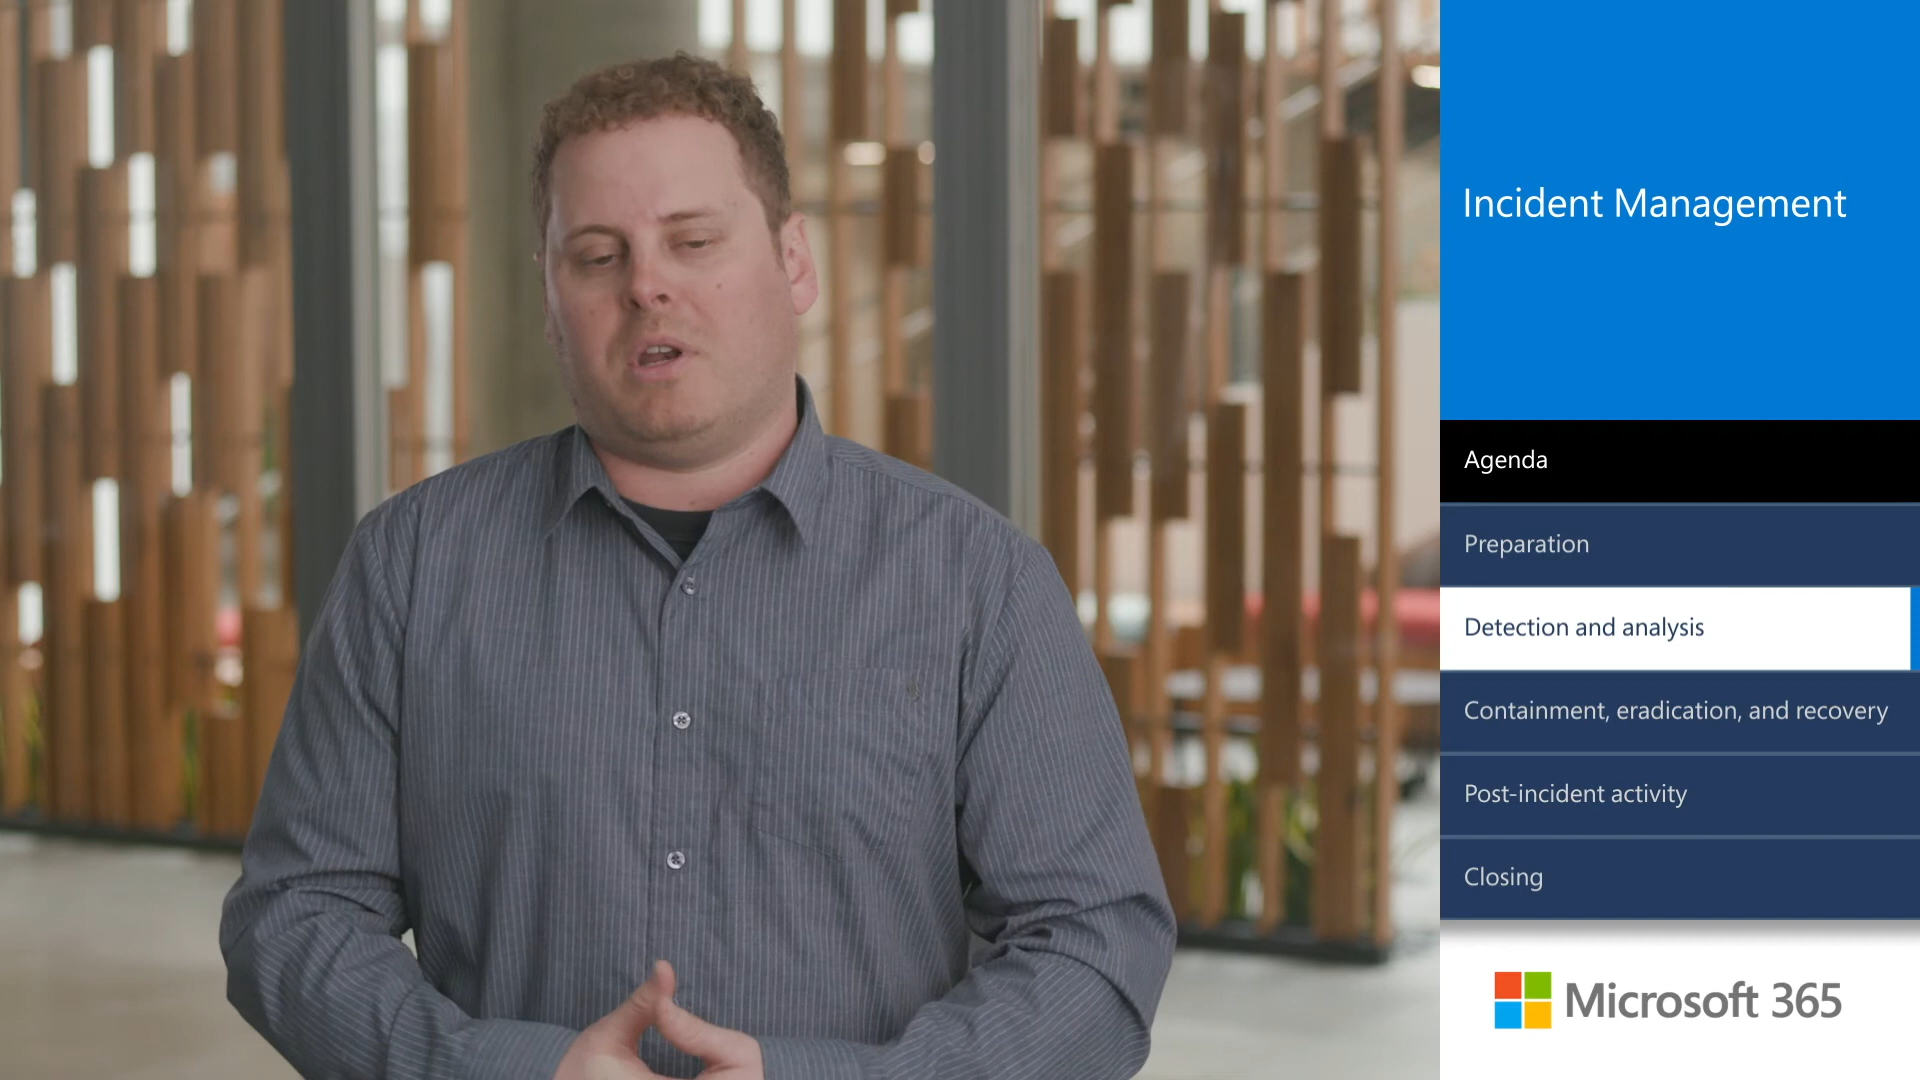 Incident Management
Agenda
Preparation
Detection and analysis
Containment, eradication, and recovery
Post-incident activity
Closing
Microsoft 365